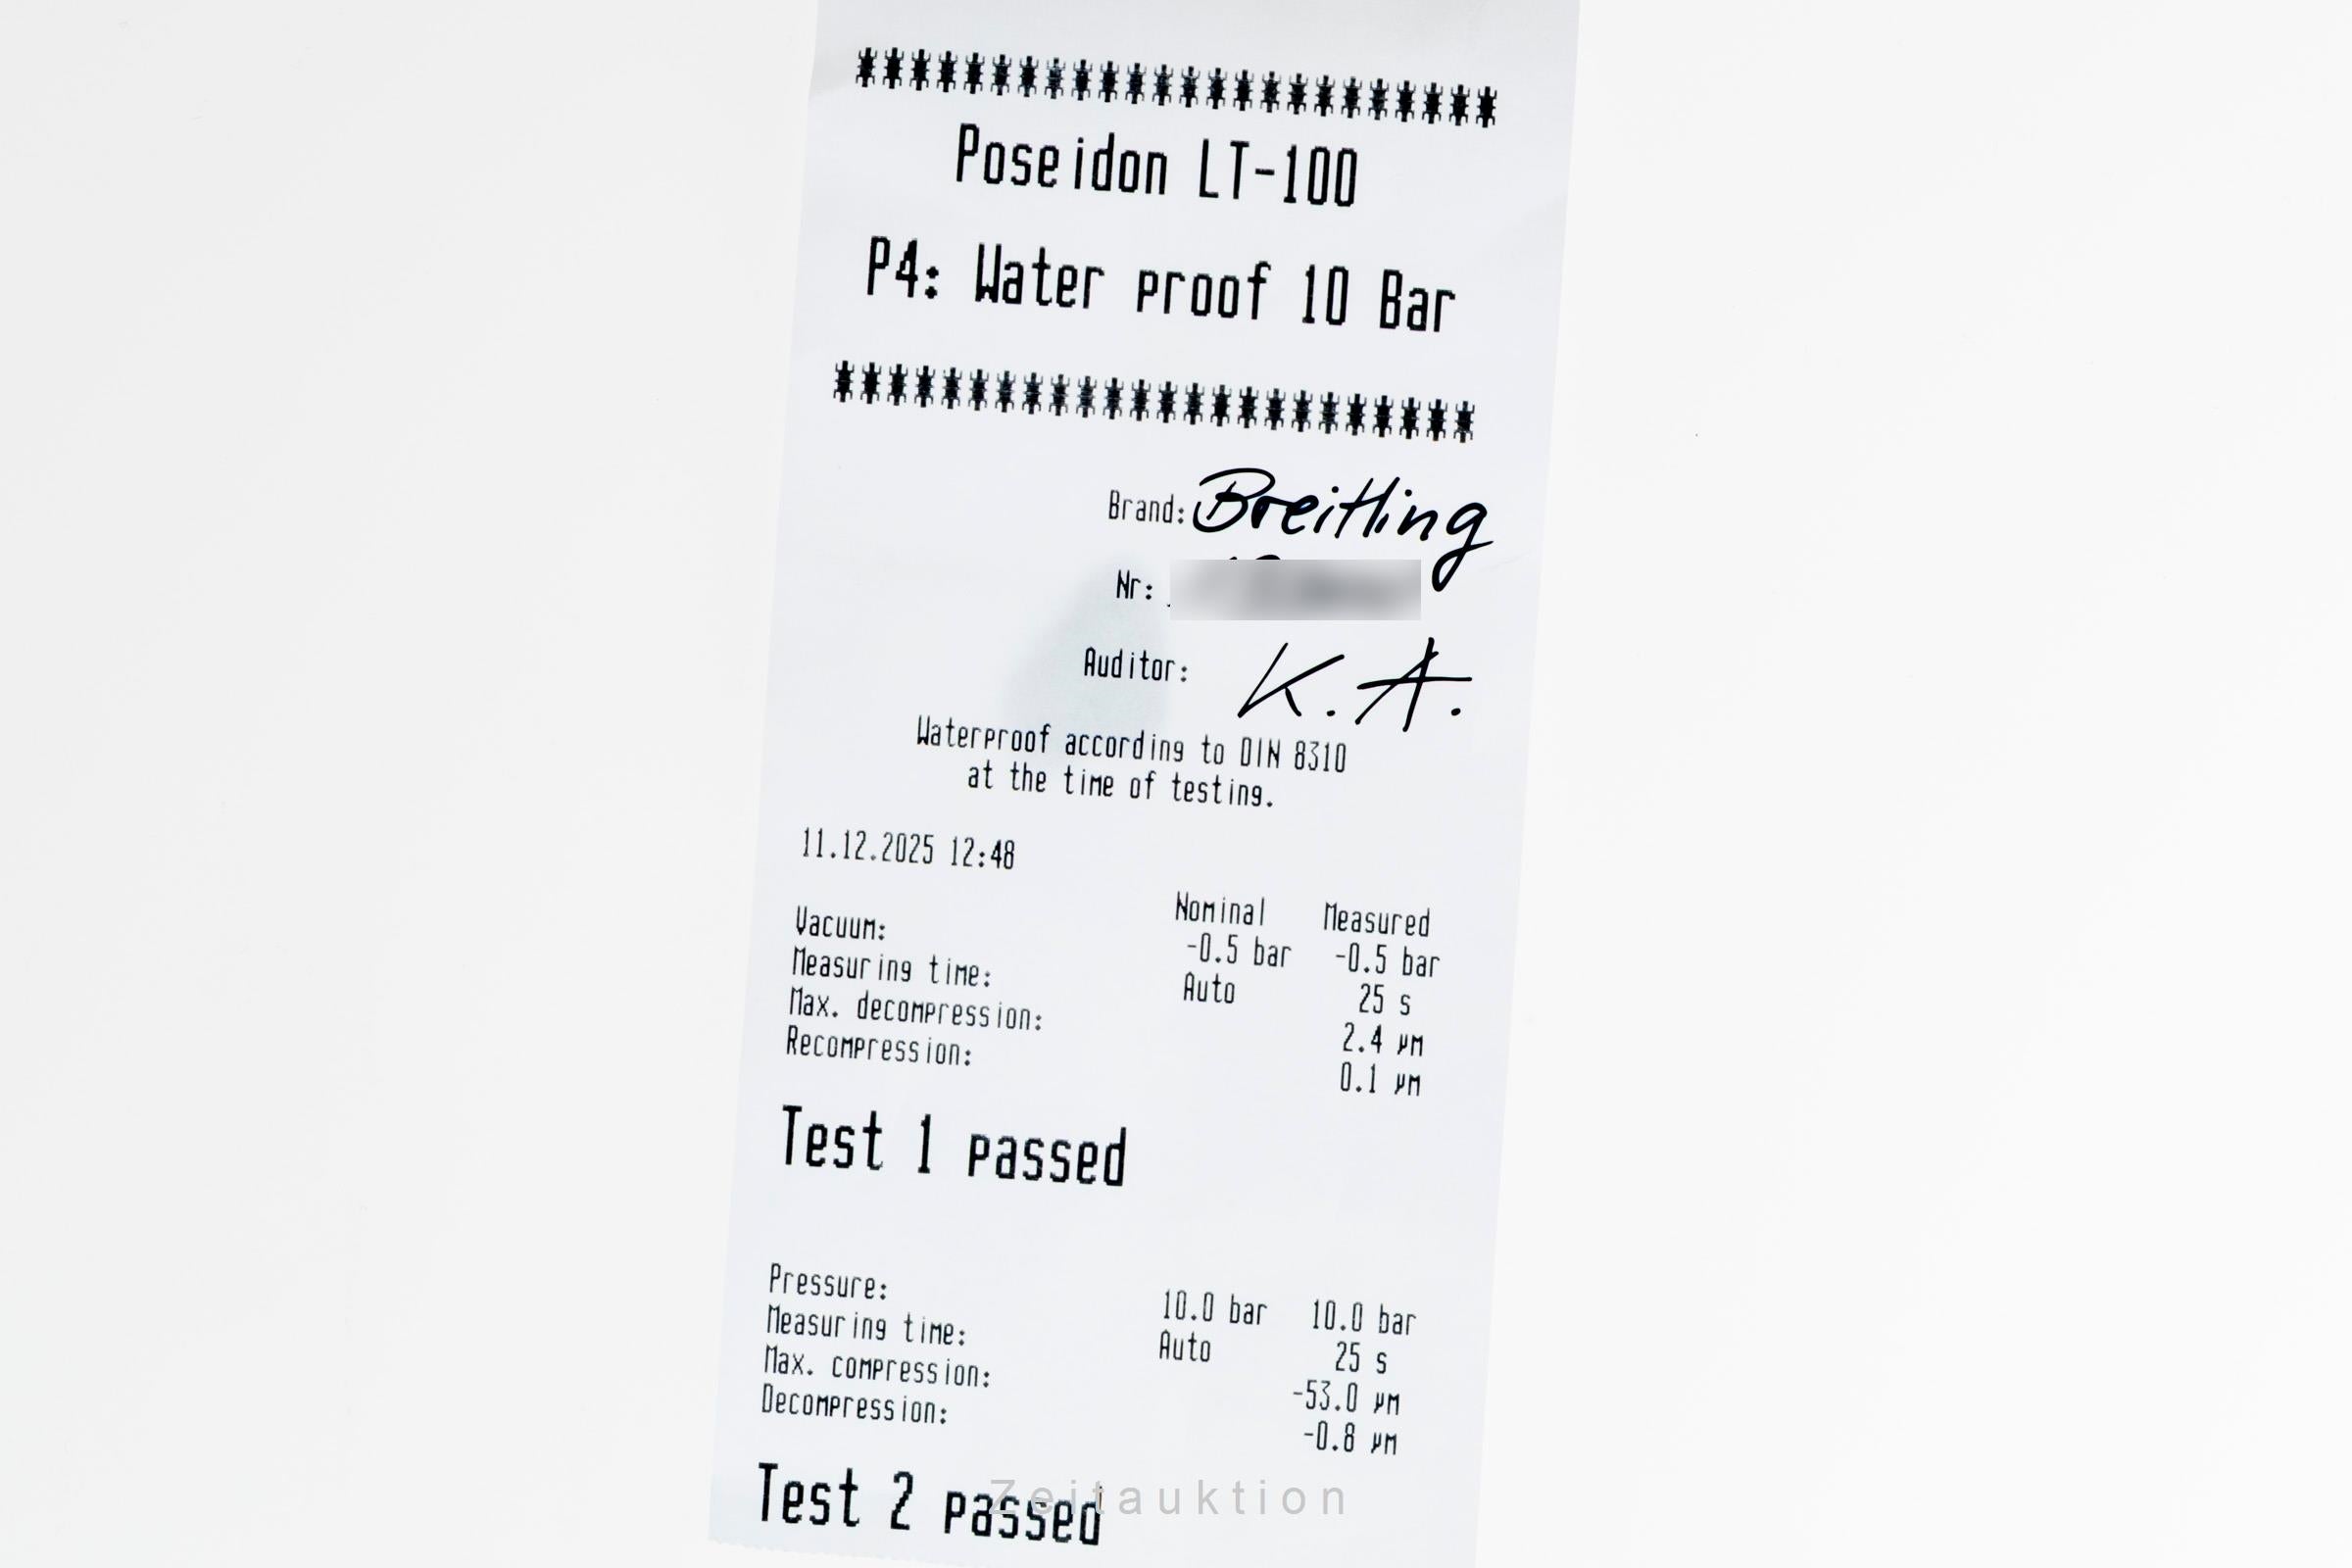 Poseidon LT-100
P4: Water proof 10 Bar
Brand: Breitling
Nr:
Auditor: K.A.
Waterproof according to DIN 8310
at the time of testing.
11.12.2025 12:48
Nominal Measured
Vacuum: -0.5 bar -0.5 bar
Measuring time: Auto 25 s
Max. decompression: 2.4 µm
Recompression: 0.1 µm
Test 1 passed
Pressure: 10.0 bar 10.0 bar
Measuring time: Auto 25 s
Max. compression: -53.0 µm
Decompression: -0.8 µm
Test 2 passed
Zeitauktion